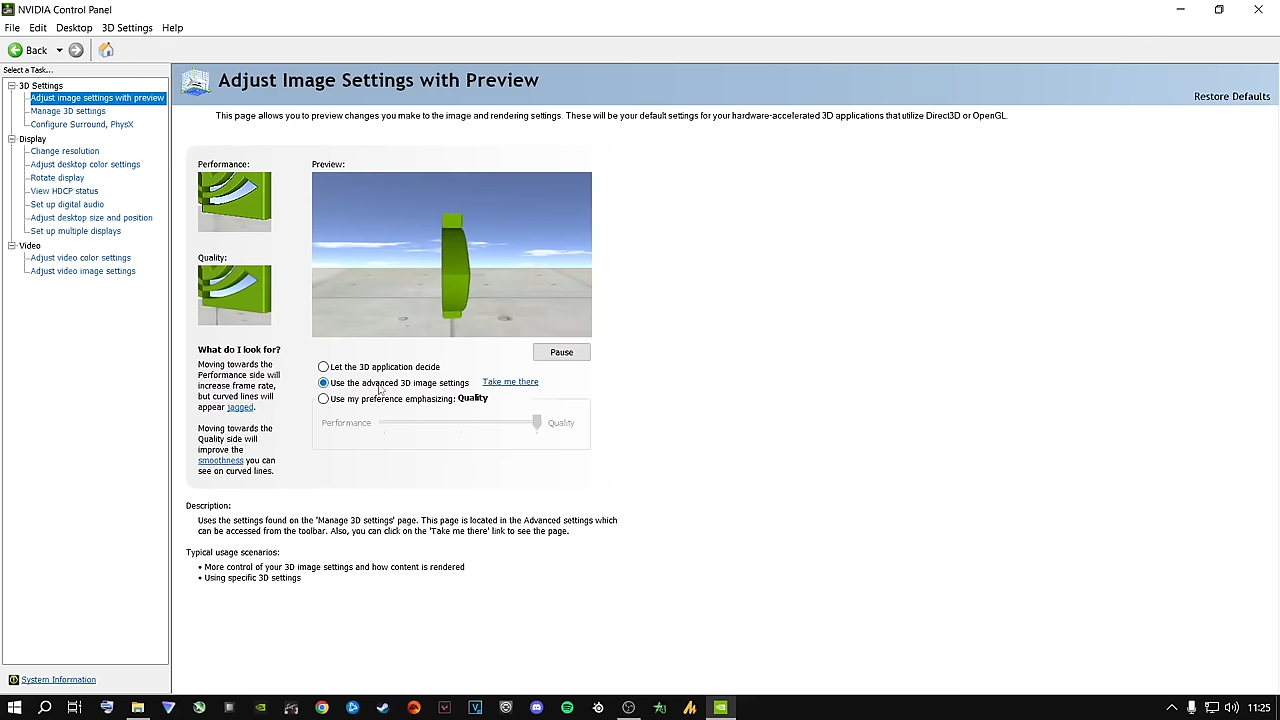 NVIDIA Control Panel
File Edit Desktop 3D Settings Help
Back
Select a Task...
3D Settings
Adjust image settings with preview
Manage 3D settings
Configure Surround, PhysX
Display
Change resolution
Adjust desktop color settings
Rotate display
View HDCP status
Set up digital audio
Adjust desktop size and position
Set up multiple displays
Video
Adjust video color settings
Adjust video image settings
System Information
Adjust Image Settings with Preview
Restore Defaults
This page allows you to preview changes you make to the image and rendering settings. These will be your default settings for your hardware-accelerated 3D applications that utilize Direct3D or OpenGL.
Performance:
Quality:
What do I look for?
Moving towards the
Performance side will
increase frame rate,
but curved lines will
appear jagged.
Moving towards the
Quality side will
improve the
smoothness you can
see on curved lines.
Preview:
Pause
Let the 3D application decide
Use the advanced 3D image settings Take me there
Use my preference emphasizing: Quality
Performance Quality
Description:
Uses the settings found on the 'Manage 3D settings' page. This page is located in the Advanced settings which
can be accessed from the toolbar. Also, you can click on the 'Take me there' link to see the page.
Typical usage scenarios:
• More control of your 3D image settings and how content is rendered
• Using specific 3D settings
11:25